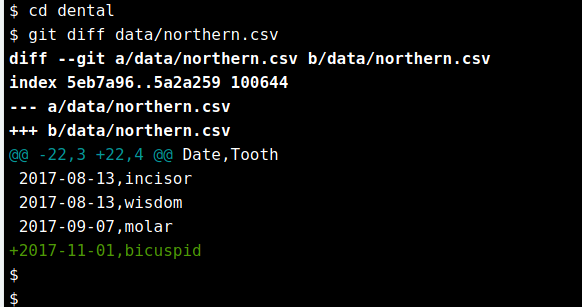 $ cd dental
$ git diff data/northern.csv
diff --git a/data/northern.csv b/data/northern.csv
index 5eb7a96..5a2a259 100644
--- a/data/northern.csv
+++ b/data/northern.csv
@@ -22,3 +22,4 @@ Date,Tooth
 2017-08-13,incisor
 2017-08-13,wisdom
 2017-09-07,molar
+2017-11-01,bicuspid
$
$